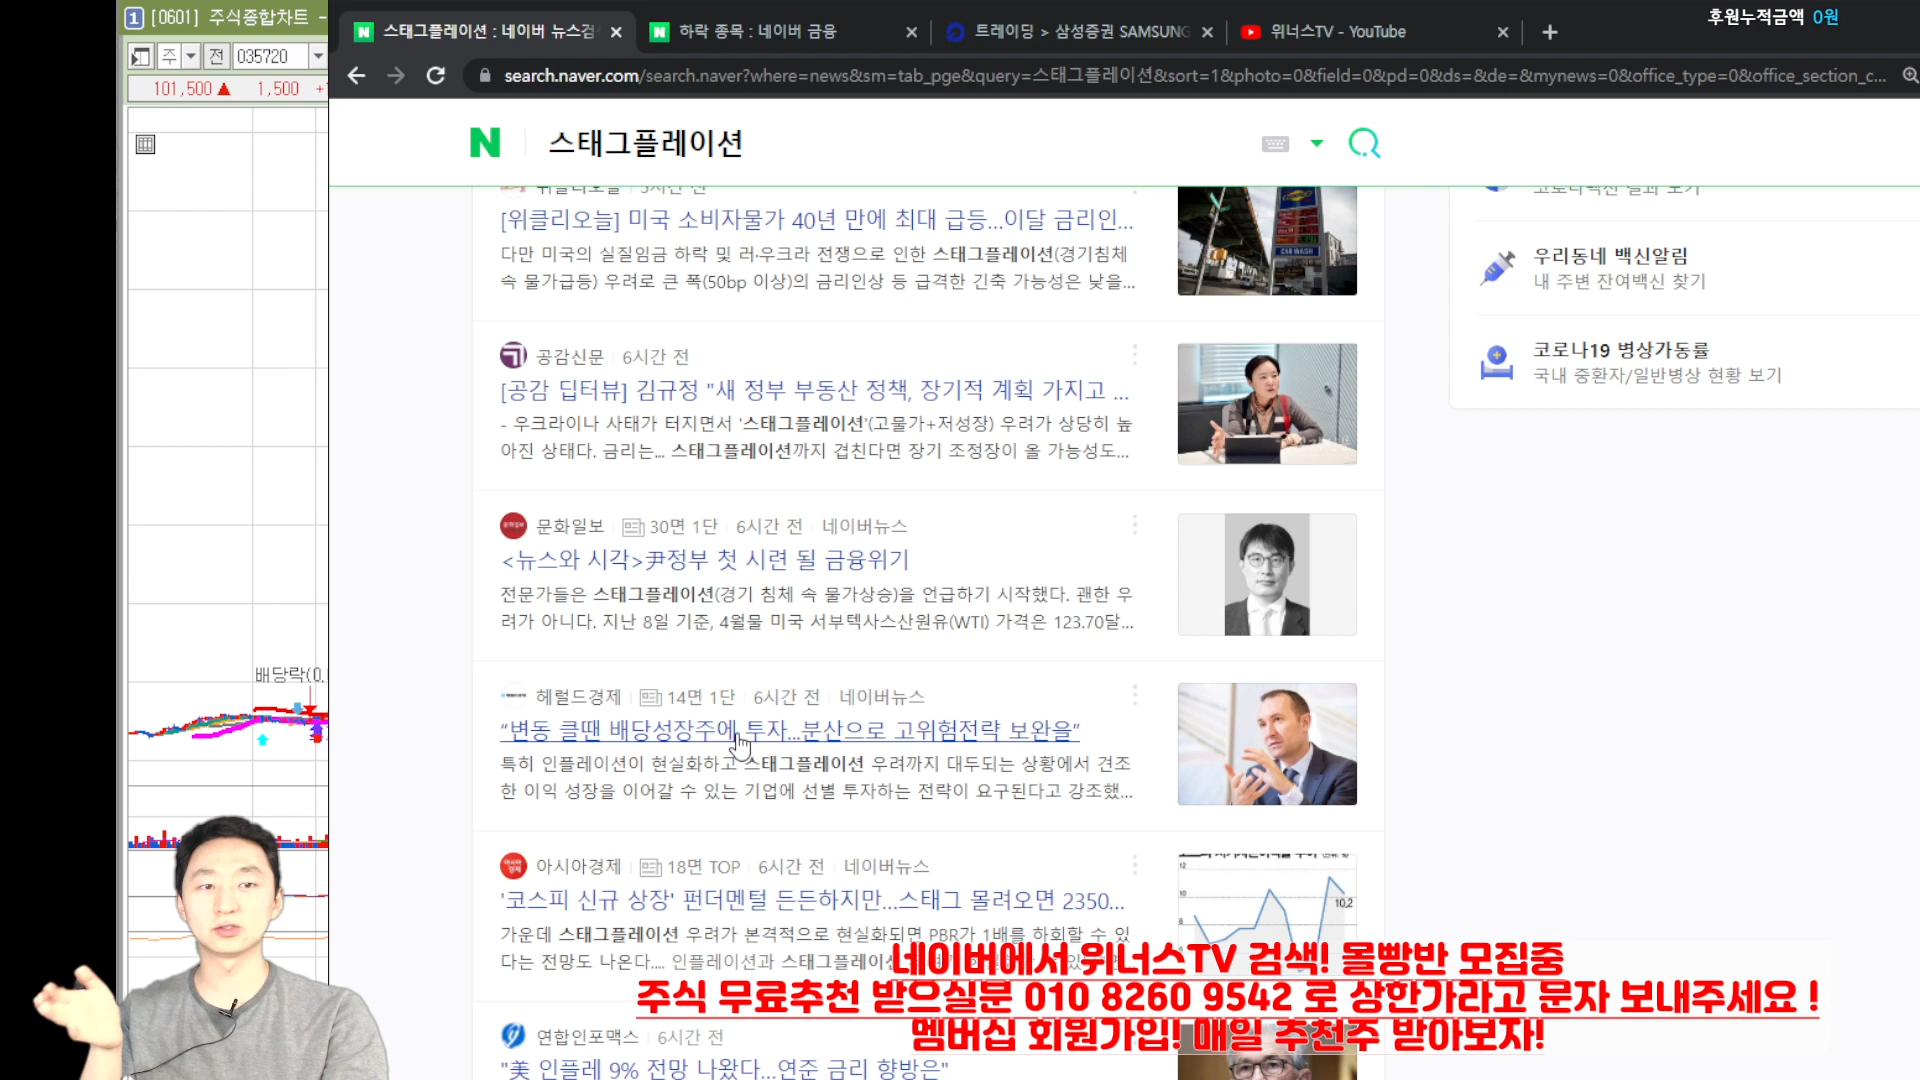 1 [0601] 주식종합차트 -
주 전 035720
101,500 ▲ 1,500
배당락(0.
스태그플레이션 : 네이버 뉴스검
하락 종목 : 네이버 금융
트레이딩 > 삼성증권 SAMSUNG
위너스TV - YouTube
후원누적금액 0원
search.naver.com/search.naver?where=news&sm=tab_pge&query=스태그플레이션&sort=1&photo=0&field=0&pd=0&ds=&de=&mynews=0&office_type=0&office_section_c...
N 스태그플레이션
[위클리오늘] 미국 소비자물가 40년 만에 최대 급등...이달 금리인...
다만 미국의 실질임금 하락 및 러·우크라 전쟁으로 인한 스태그플레이션(경기침체
속 물가급등) 우려로 큰 폭(50bp 이상)의 금리인상 등 급격한 긴축 가능성은 낮을...
CAR WASH
공감신문 6시간 전
[공감 딥터뷰] 김규정 "새 정부 부동산 정책, 장기적 계획 가지고 ...
- 우크라이나 사태가 터지면서 '스태그플레이션'(고물가+저성장) 우려가 상당히 높
아진 상태다. 금리는... 스태그플레이션까지 겹친다면 장기 조정장이 올 가능성도...
문화일보 30면 1단 6시간 전 네이버뉴스
<뉴스와 시각>尹정부 첫 시련 될 금융위기
전문가들은 스태그플레이션(경기 침체 속 물가상승)을 언급하기 시작했다. 괜한 우
려가 아니다. 지난 8일 기준, 4월물 미국 서부텍사스산원유(WTI) 가격은 123.70달...
헤럴드경제 14면 1단 6시간 전 네이버뉴스
“변동 클땐 배당성장주에 투자...분산으로 고위험전략 보완을”
특히 인플레이션이 현실화하고 스태그플레이션 우려까지 대두되는 상황에서 견조
한 이익 성장을 이어갈 수 있는 기업에 선별 투자하는 전략이 요구된다고 강조했...
아시아경제 18면 TOP 6시간 전 네이버뉴스
'코스피 신규 상장' 펀더멘털 든든하지만...스태그 몰려오면 2350...
가운데 스태그플레이션 우려가 본격적으로 현실화되면 PBR가 1배를 하회할 수 있
다는 전망도 나온다.... 인플레이션과 스태그플레이션
12
10
8
10.2
연합인포맥스 6시간 전
"美 인플레 9% 전망 나왔다...연준 금리 향방은"
우리동네 백신알림
내 주변 잔여백신 찾기
코로나19 병상가동률
국내 중환자/일반병상 현황 보기
네이버에서 위너스TV 검색! 몰빵반 모집중
주식 무료추천 받으실분 010 8260 9542 로 상한가라고 문자 보내주세요 !
멤버십 회원가입! 매일 추천주 받아보자!